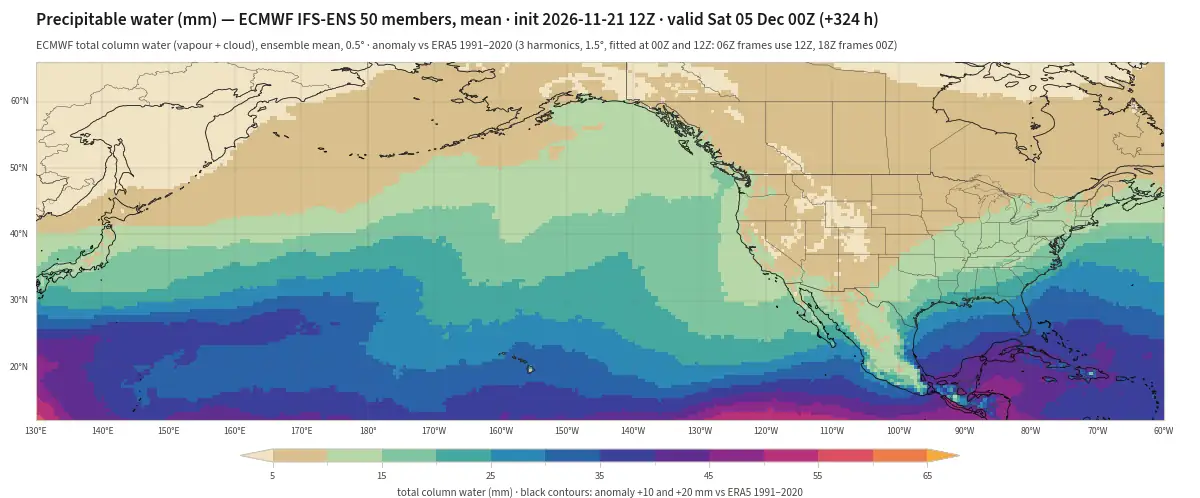 Precipitable water (mm) — ECMWF IFS-ENS 50 members, mean · init 2026-11-21 12Z · valid Sat 05 Dec 00Z (+324 h)
ECMWF total column water (vapour + cloud), ensemble mean, 0.5° · anomaly vs ERA5 1991–2020 (3 harmonics, 1.5°, fitted at 00Z and 12Z: 06Z frames use 12Z, 18Z frames 00Z)
60°N
50°N
40°N
30°N
20°N
130°E 140°E 150°E 160°E 170°E 180° 170°W 160°W 150°W 140°W 130°W 120°W 110°W 100°W 90°W 80°W 70°W 60°W
5 15 25 35 45 55 65
total column water (mm) · black contours: anomaly +10 and +20 mm vs ERA5 1991–2020